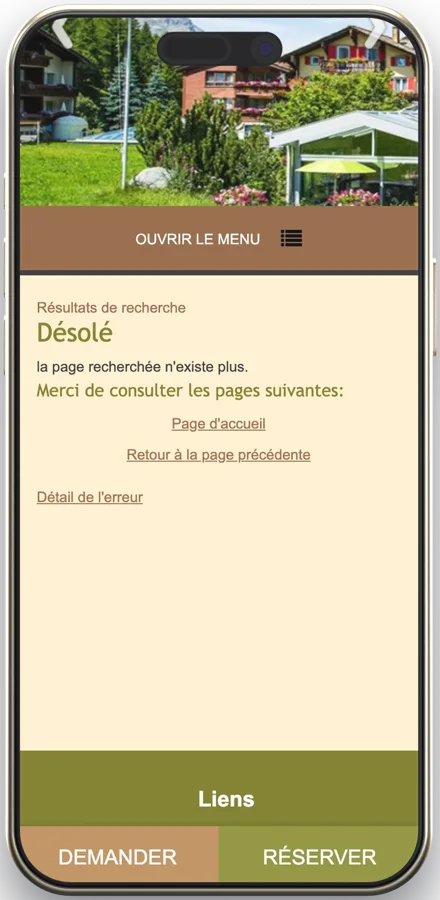 OUVRIR LE MENU
Résultats de recherche
Désolé
la page recherchée n'existe plus.
Merci de consulter les pages suivantes:
Page d'accueil
Retour à la page précédente
Détail de l'erreur
Liens
DEMANDER
RÉSERVER